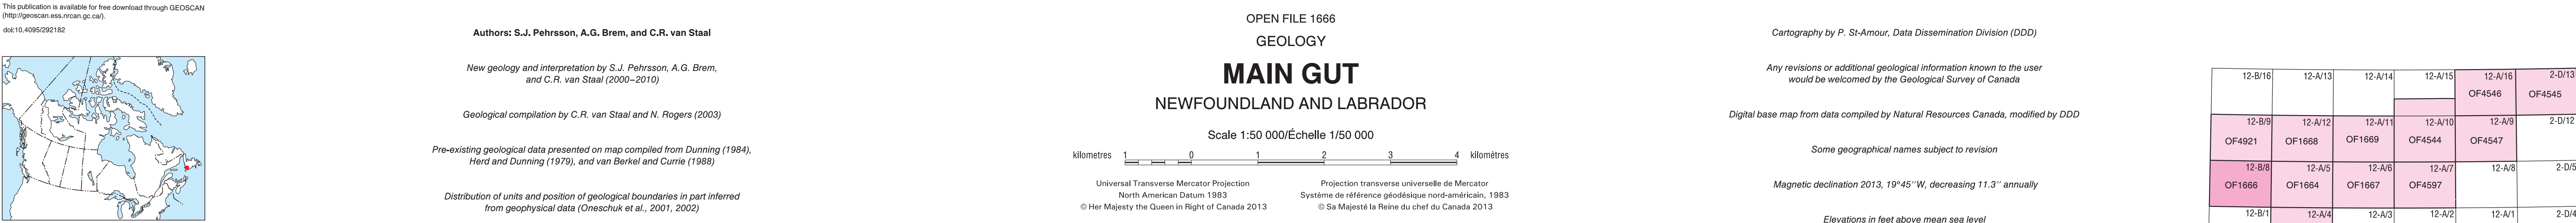 This publication is available for free download through GEOSCAN
(http://geoscan.ess.nrcan.gc.ca/).
doi:10.4095/292182
Authors: S.J. Pehrsson, A.G. Brem, and C.R. van Staal
New geology and interpretation by S.J. Pehrsson, A.G. Brem,
and C.R. van Staal (2000–2010)
Geological compilation by C.R. van Staal and N. Rogers (2003)
Pre-existing geological data presented on map compiled from Dunning (1984),
Herd and Dunning (1979), and van Berkel and Currie (1988)
Distribution of units and position of geological boundaries in part inferred
from geophysical data (Oneschuk et al., 2001, 2002)
OPEN FILE 1666
GEOLOGY
MAIN GUT
NEWFOUNDLAND AND LABRADOR
Scale 1:50 000/Échelle 1/50 000
kilometres 1 0 1 2 3 4 kilomètres
Universal Transverse Mercator Projection
North American Datum 1983
© Her Majesty the Queen in Right of Canada 2013
Projection transverse universelle de Mercator
Système de référence géodésique nord-américain, 1983
© Sa Majesté la Reine du chef du Canada 2013
Cartography by P. St-Amour, Data Dissemination Division (DDD)
Any revisions or additional geological information known to the user
would be welcomed by the Geological Survey of Canada
Digital base map from data compiled by Natural Resources Canada, modified by DDD
Some geographical names subject to revision
Magnetic declination 2013, 19°45''W, decreasing 11.3'' annually
Elevations in feet above mean sea level
12-B/16 12-A/13 12-A/14 12-A/15 12-A/16 2-D/13
OF4546 OF4545
12-B/9 12-A/12 12-A/11 12-A/10 12-A/9 2-D/12
OF4921 OF1668 OF1669 OF4544 OF4547
12-B/8 12-A/5 12-A/6 12-A/7 12-A/8 2-D/5
OF1666 OF1664 OF1667 OF4597
12-B/1 12-A/4 12-A/3 12-A/2 12-A/1 2-D/4